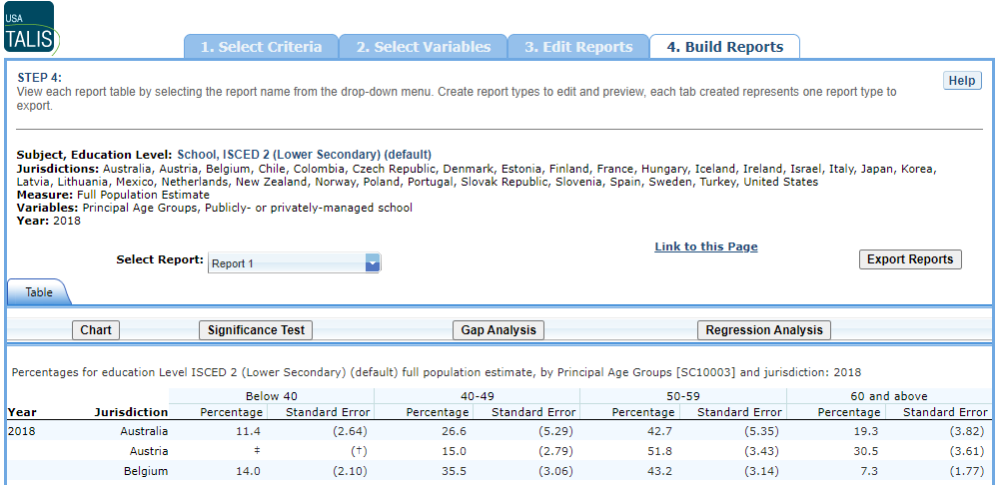 USA
TALIS
1. Select Criteria 2. Select Variables 3. Edit Reports 4. Build Reports
STEP 4:
Help
View each report table by selecting the report name from the drop-down menu. Create report types to edit and preview, each tab created represents one report type to
export.
Subject, Education Level: School, ISCED 2 (Lower Secondary) (default)
Jurisdictions: Australia, Austria, Belgium, Chile, Colombia, Czech Republic, Denmark, Estonia, Finland, France, Hungary, Iceland, Ireland, Israel, Italy, Japan, Korea,
Latvia, Lithuania, Mexico, Netherlands, New Zealand, Norway, Poland, Portugal, Slovak Republic, Slovenia, Spain, Sweden, Turkey, United States
Measure: Full Population Estimate
Variables: Principal Age Groups, Publicly- or privately-managed school
Year: 2018
Link to this Page
Select Report: Report 1 Export Reports
Table
Chart Significance Test Gap Analysis Regression Analysis
Percentages for education Level ISCED 2 (Lower Secondary) (default) full population estimate, by Principal Age Groups [SC10003] and jurisdiction: 2018
Below 40 40-49 50-59 60 and above
Year Jurisdiction Percentage Standard Error Percentage Standard Error Percentage Standard Error Percentage Standard Error
2018 Australia 11.4 (2.64) 26.6 (5.29) 42.7 (5.35) 19.3 (3.82)
Austria ‡ (†) 15.0 (2.79) 51.8 (3.43) 30.5 (3.61)
Belgium 14.0 (2.10) 35.5 (3.06) 43.2 (3.14) 7.3 (1.77)